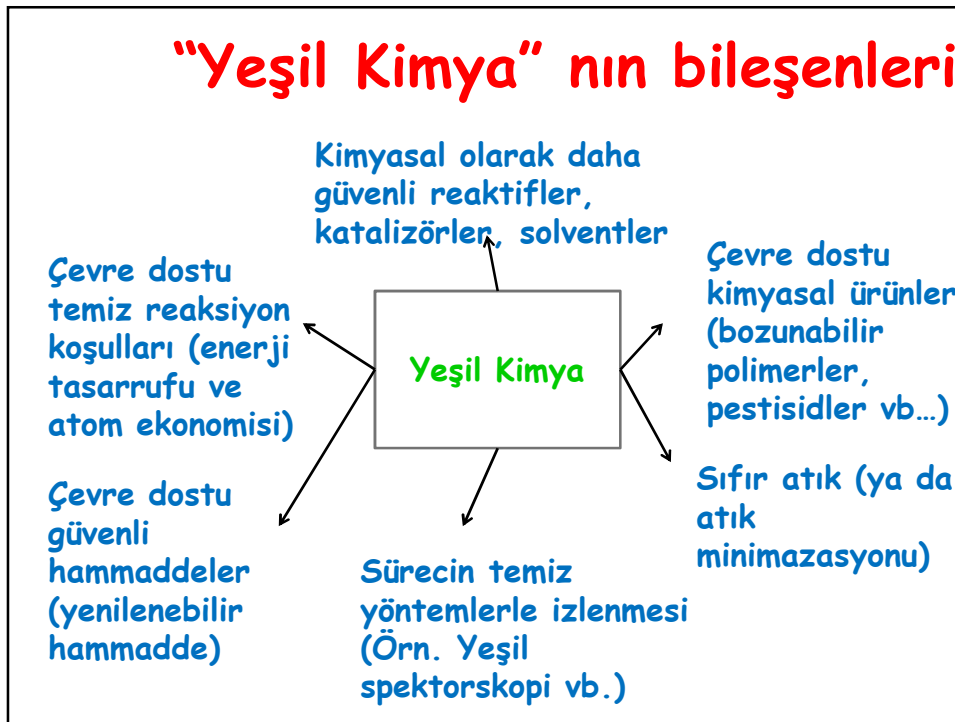 “Yeşil Kimya” nın bileşenleri
Kimyasal olarak daha
güvenli reaktifler,
katalizörler, solventler
Çevre dostu
temiz reaksiyon
koşulları (enerji
tasarrufu ve
atom ekonomisi)
Yeşil Kimya
Çevre dostu
kimyasal ürünler
(bozunabilir
polimerler,
pestisidler vb…)
Çevre dostu
güvenli
hammaddeler
(yenilenebilir
hammadde)
Sürecin temiz
yöntemlerle izlenmesi
(Örn. Yeşil
spektorskopi vb.)
Sıfır atık (ya da
atık
minimazasyonu)